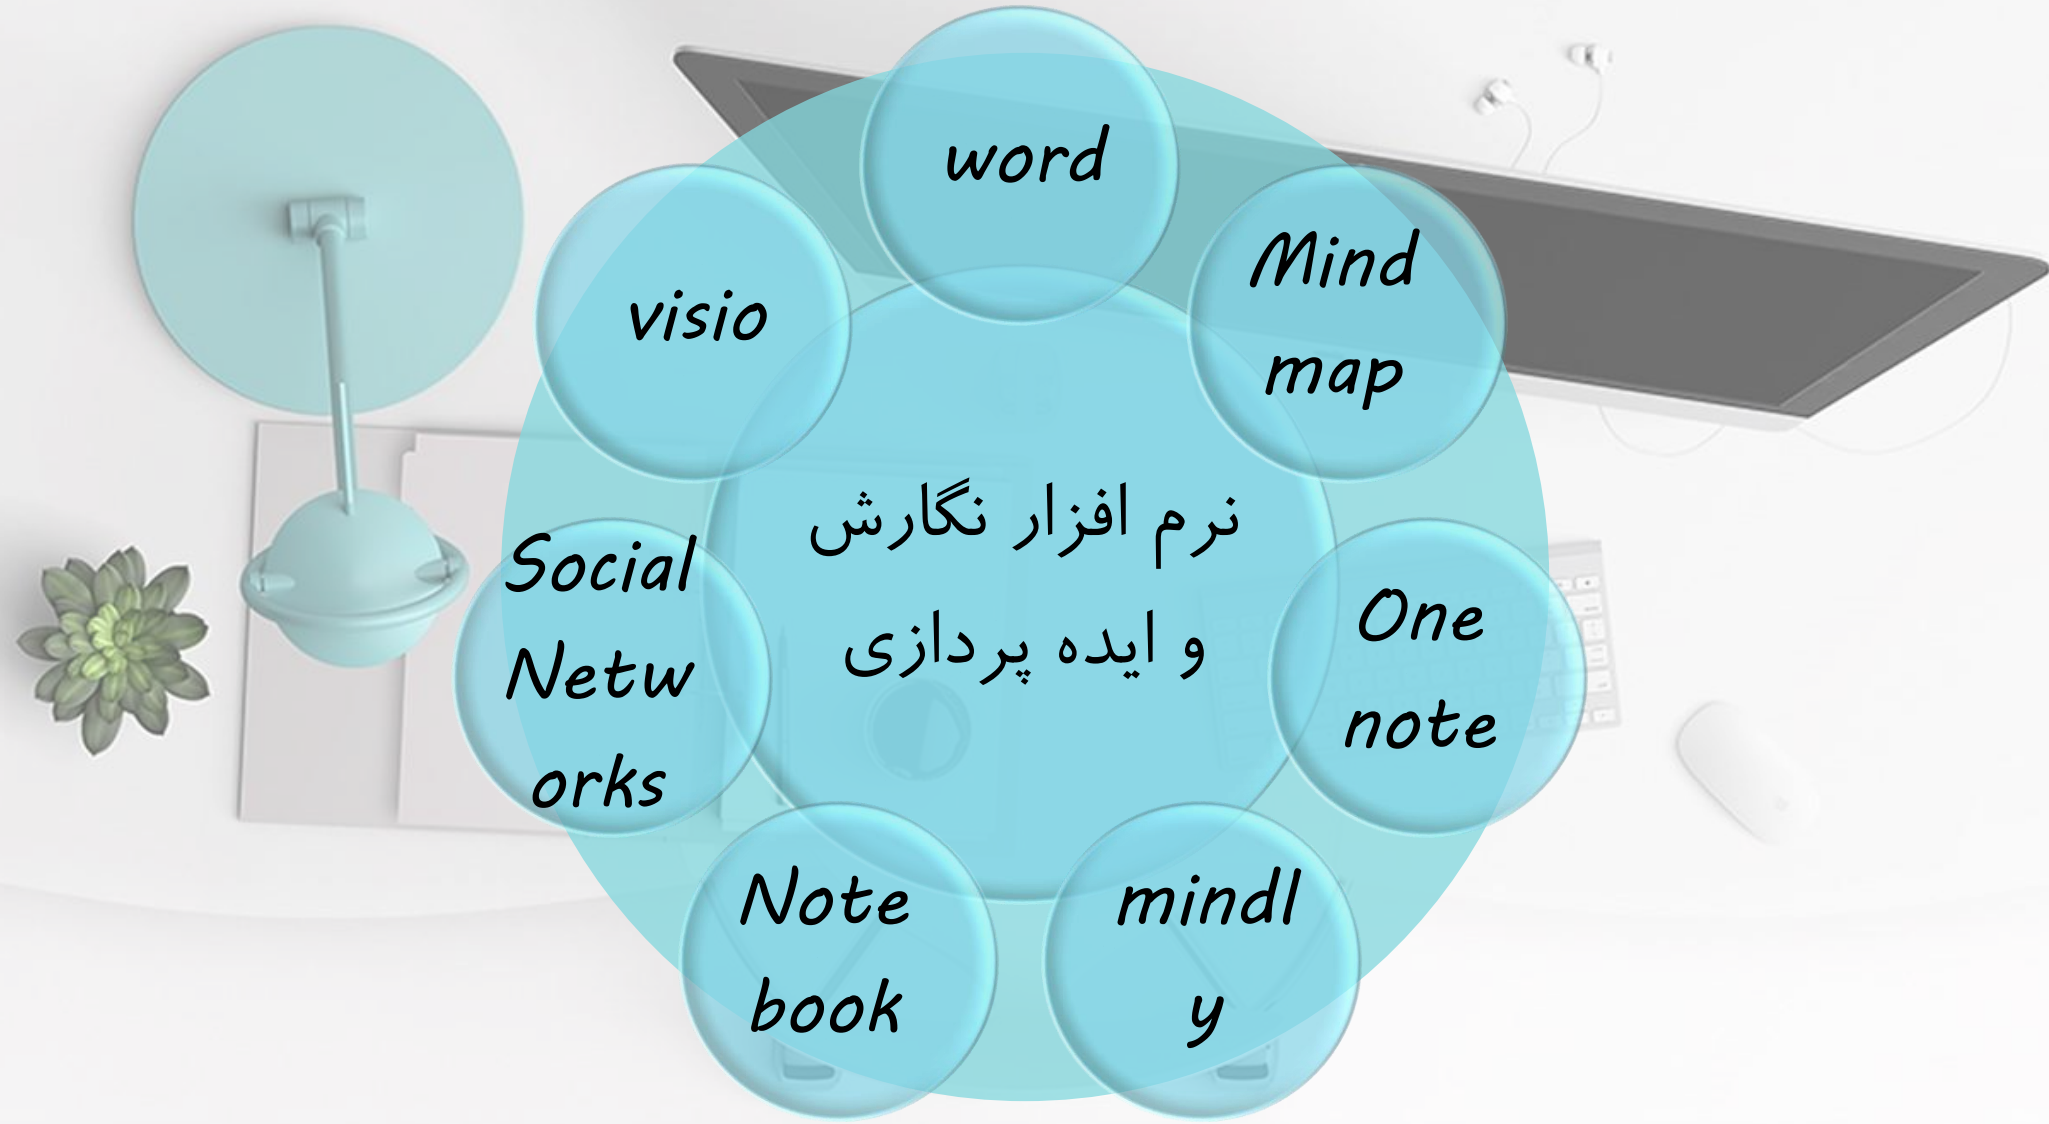 word
Mind
map
One
note
mindl
y
Note
book
Social
Netw
orks
visio
نرم افزار نگارش
و ایده پردازی